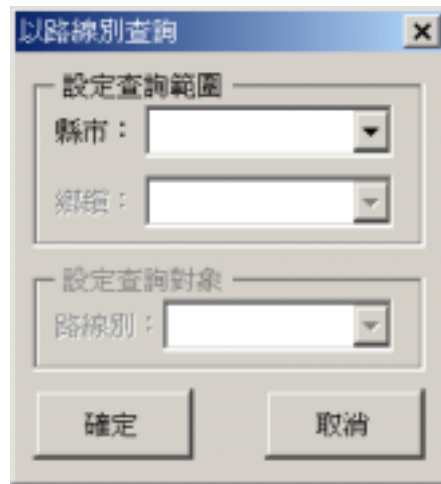 以路線別查詢
設定查詢範圍
縣市：
鄉鎮：
設定查詢對象
路線別：
確定 取消